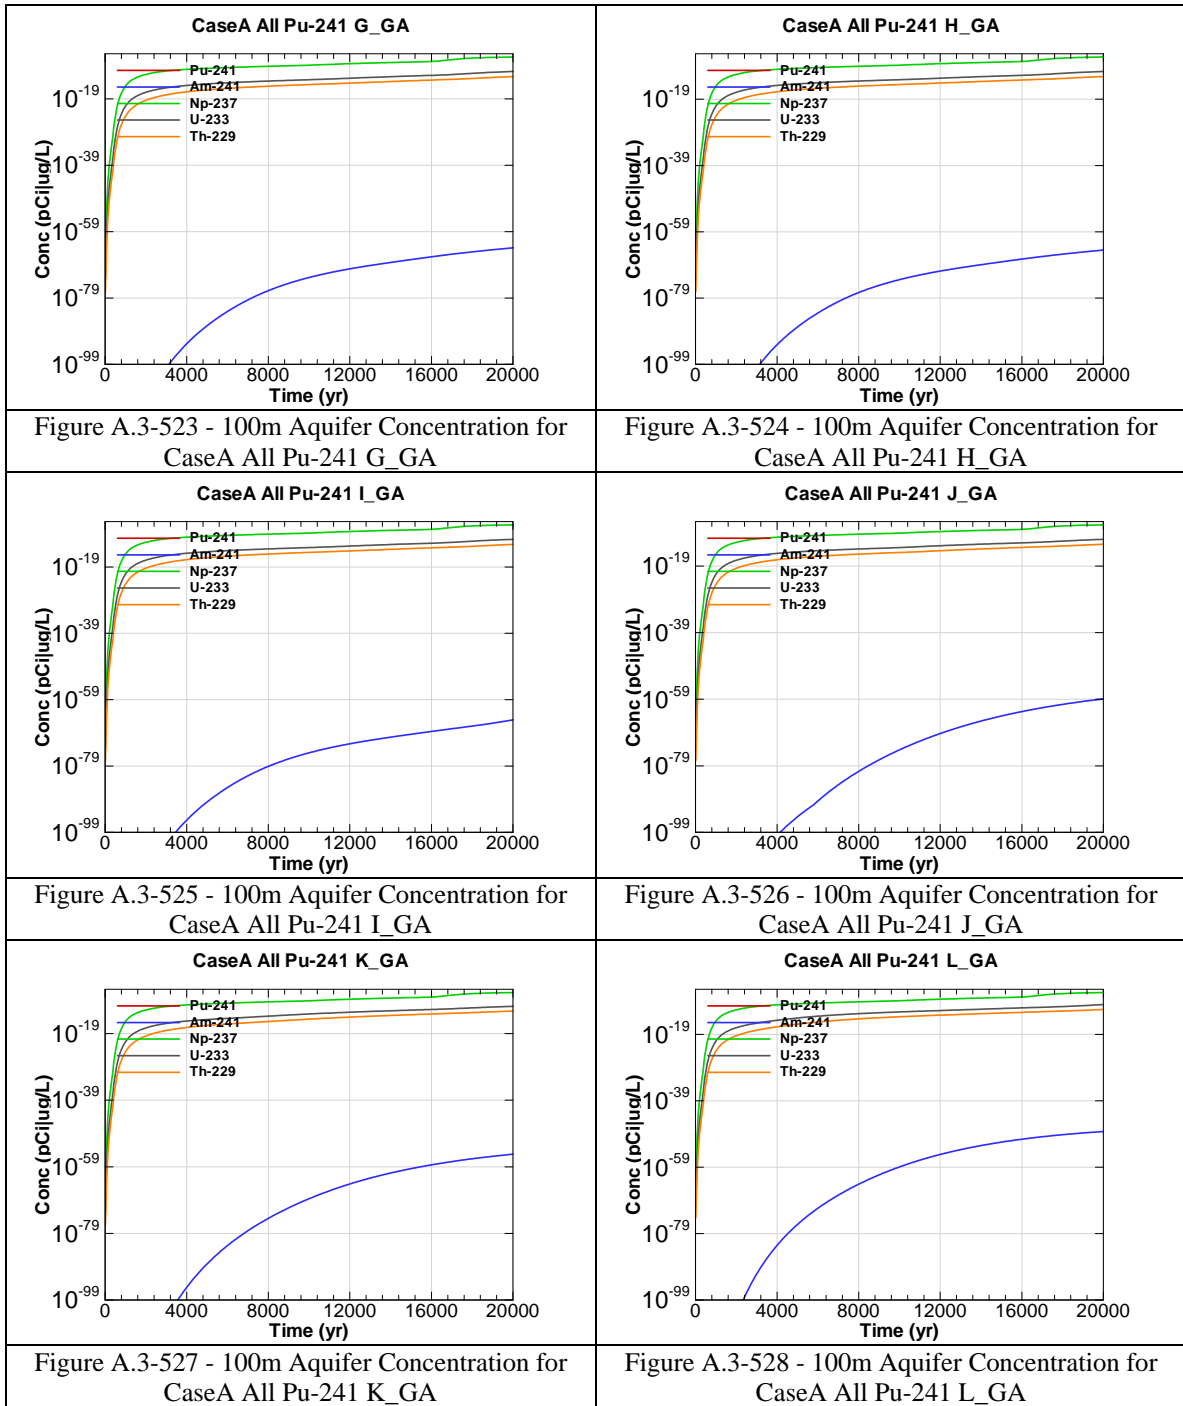 CaseA All Pu-241 G_GA
Conc (pCi|ug/L)
10-19
10-39
10-59
10-79
10-99
Pu-241
Am-241
Np-237
U-233
Th-229
0 4000 8000 12000 16000 20000
Time (yr)
Figure A.3-523 - 100m Aquifer Concentration for
CaseA All Pu-241 G_GA
CaseA All Pu-241 H_GA
Conc (pCi|ug/L)
10-19
10-39
10-59
10-79
10-99
Pu-241
Am-241
Np-237
U-233
Th-229
0 4000 8000 12000 16000 20000
Time (yr)
Figure A.3-524 - 100m Aquifer Concentration for
CaseA All Pu-241 H_GA
CaseA All Pu-241 I_GA
Conc (pCi|ug/L)
10-19
10-39
10-59
10-79
10-99
Pu-241
Am-241
Np-237
U-233
Th-229
0 4000 8000 12000 16000 20000
Time (yr)
Figure A.3-525 - 100m Aquifer Concentration for
CaseA All Pu-241 I_GA
CaseA All Pu-241 J_GA
Conc (pCi|ug/L)
10-19
10-39
10-59
10-79
10-99
Pu-241
Am-241
Np-237
U-233
Th-229
0 4000 8000 12000 16000 20000
Time (yr)
Figure A.3-526 - 100m Aquifer Concentration for
CaseA All Pu-241 J_GA
CaseA All Pu-241 K_GA
Conc (pCi|ug/L)
10-19
10-39
10-59
10-79
10-99
Pu-241
Am-241
Np-237
U-233
Th-229
0 4000 8000 12000 16000 20000
Time (yr)
Figure A.3-527 - 100m Aquifer Concentration for
CaseA All Pu-241 K_GA
CaseA All Pu-241 L_GA
Conc (pCi|ug/L)
10-19
10-39
10-59
10-79
10-99
Pu-241
Am-241
Np-237
U-233
Th-229
0 4000 8000 12000 16000 20000
Time (yr)
Figure A.3-528 - 100m Aquifer Concentration for
CaseA All Pu-241 L_GA